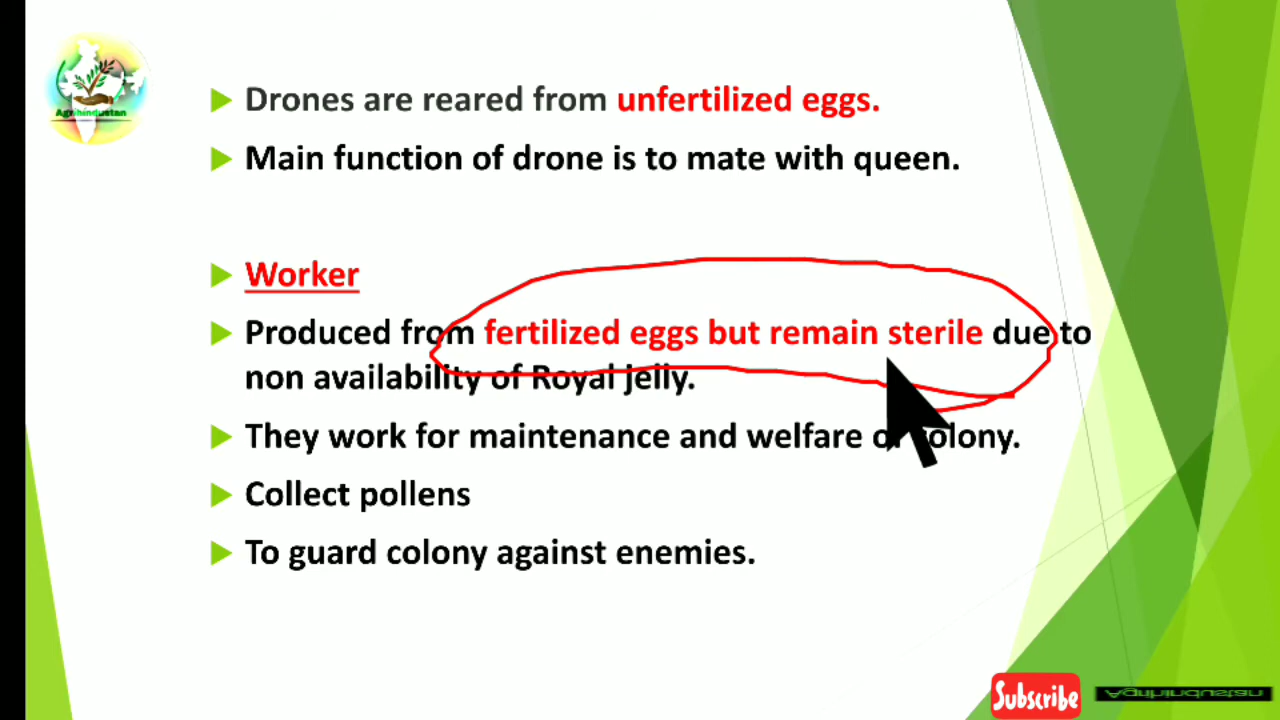 Agrihindustan
Drones are reared from unfertilized eggs.
Main function of drone is to mate with queen.
Worker
Produced from fertilized eggs but remain sterile due to
non availability of Royal jelly.
They work for maintenance and welfare of colony.
Collect pollens
To guard colony against enemies.
Subscribe
Agrihindustan